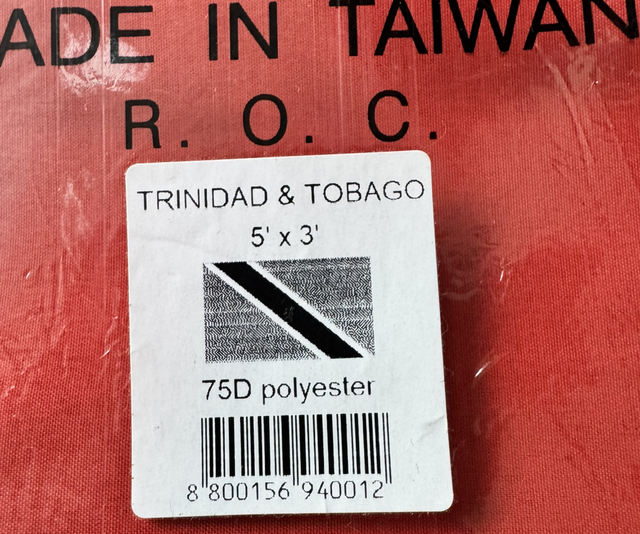 ADE IN TAIWAN
R. O. C.
TRINIDAD & TOBAGO
5' x 3'
75D polyester
8 800156 940012